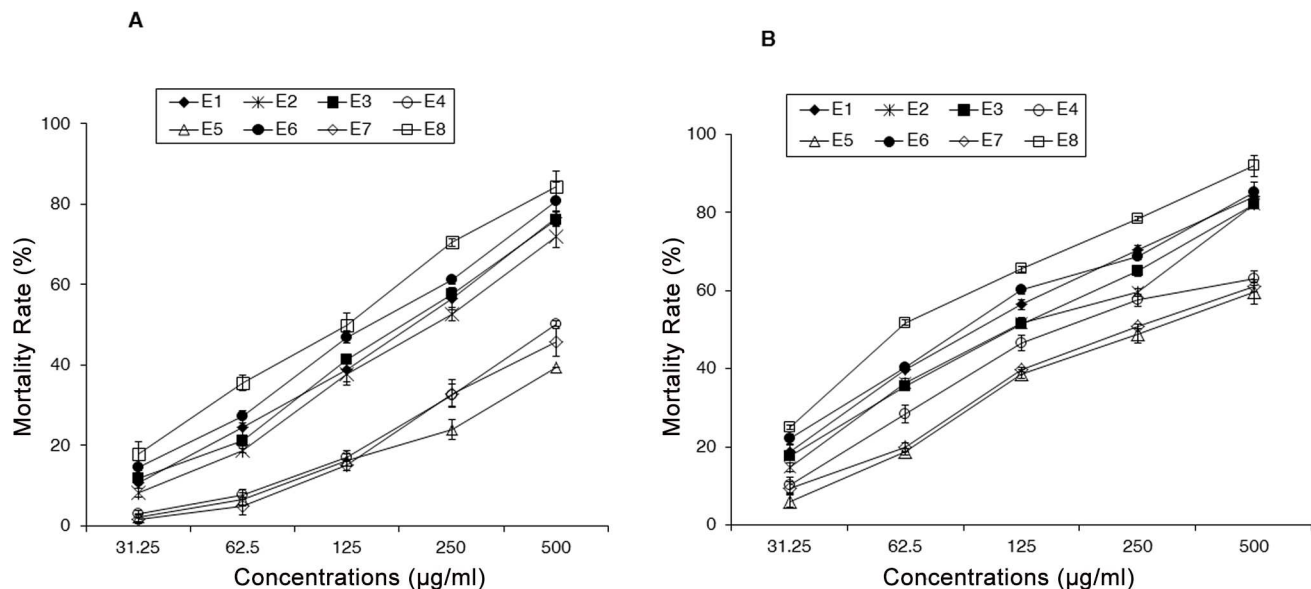 A
E1 E2 E3 E4
E5 E6 E7 E8
100
80
60
40
20
0
Mortality Rate (%)
31.25 62.5 125 250 500
Concentrations (µg/ml)
B
E1 E2 E3 E4
E5 E6 E7 E8
100
80
60
40
20
0
Mortality Rate (%)
31.25 62.5 125 250 500
Concentrations (µg/ml)